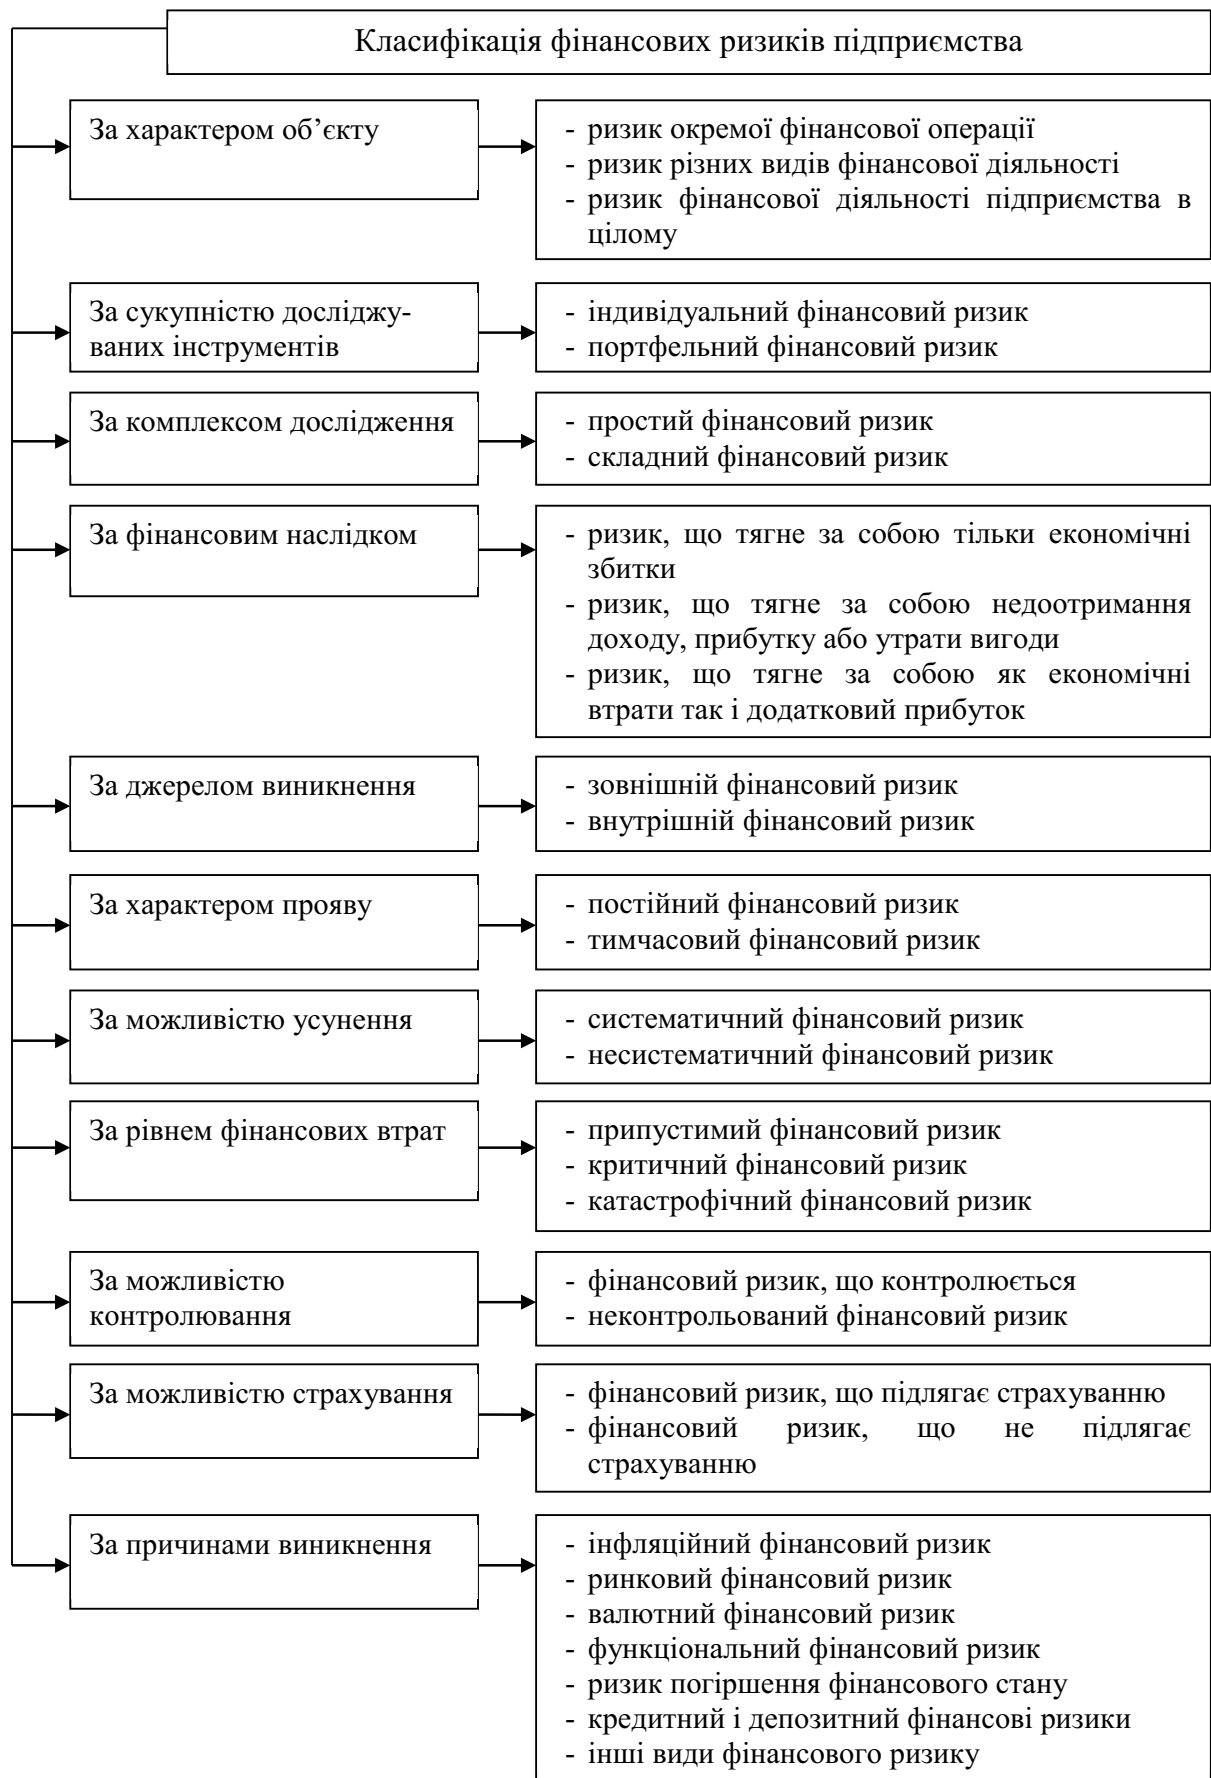 Класифікація фінансових ризиків підприємства
За характером об’єкту
- ризик окремої фінансової операції
- ризик різних видів фінансової діяльності
- ризик фінансової діяльності підприємства в
цілому
За сукупністю досліджу-
ваних інструментів
- індивідуальний фінансовий ризик
- портфельний фінансовий ризик
За комплексом дослідження
- простий фінансовий ризик
- складний фінансовий ризик
За фінансовим наслідком
- ризик, що тягне за собою тільки економічні
збитки
- ризик, що тягне за собою недоотримання
доходу, прибутку або утрати вигоди
- ризик, що тягне за собою як економічні
втрати так і додатковий прибуток
За джерелом виникнення
- зовнішній фінансовий ризик
- внутрішній фінансовий ризик
За характером прояву
- постійний фінансовий ризик
- тимчасовий фінансовий ризик
За можливістю усунення
- систематичний фінансовий ризик
- несистематичний фінансовий ризик
За рівнем фінансових втрат
- припустимий фінансовий ризик
- критичний фінансовий ризик
- катастрофічний фінансовий ризик
За можливістю
контролювання
- фінансовий ризик, що контролюється
- неконтрольований фінансовий ризик
За можливістю страхування
- фінансовий ризик, що підлягає страхуванню
- фінансовий ризик, що не підлягає
страхуванню
За причинами виникнення
- інфляційний фінансовий ризик
- ринковий фінансовий ризик
- валютний фінансовий ризик
- функціональний фінансовий ризик
- ризик погіршення фінансового стану
- кредитний і депозитний фінансові ризики
- інші види фінансового ризику